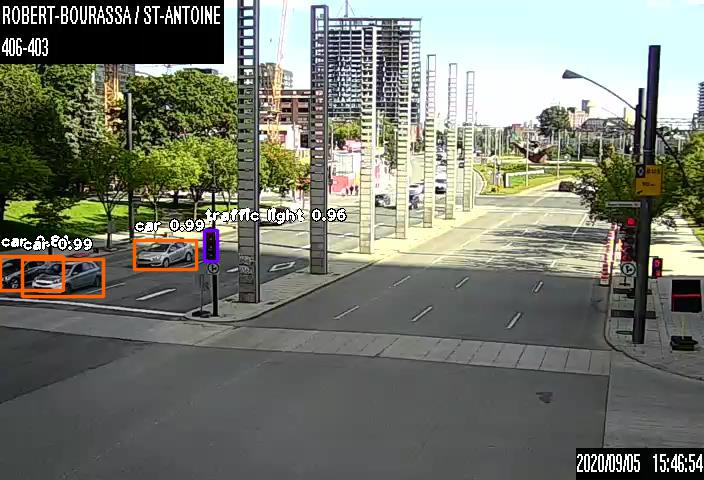 ROBERT-BOURASSA / ST-ANTOINE
406-403
car 0.99
traffic light 0.96
car 0.99
2020/09/05 15:46:54